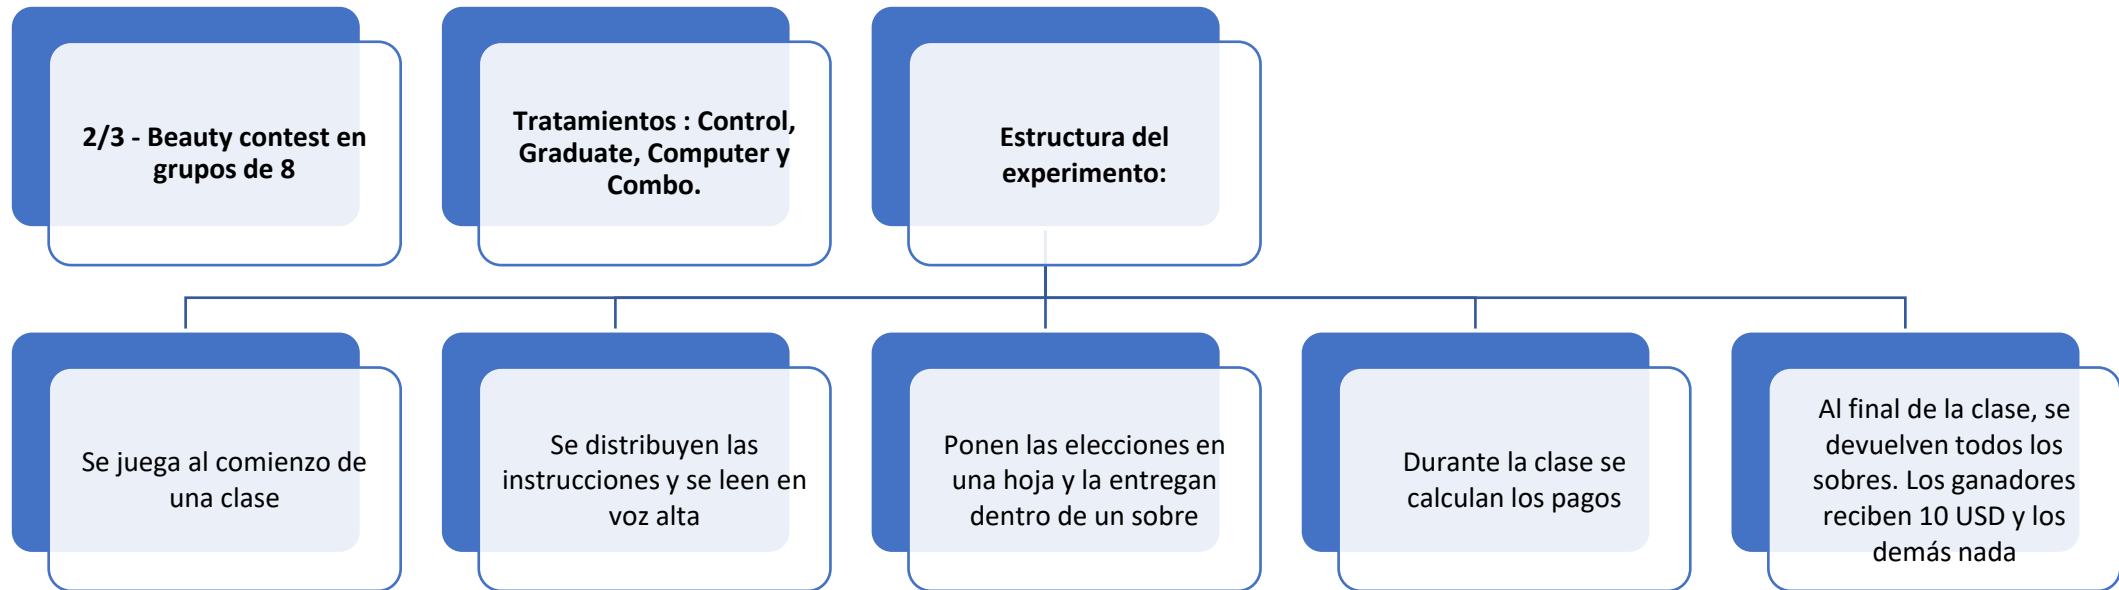 2/3 - Beauty contest en
grupos de 8
Tratamientos : Control,
Graduate, Computer y
Combo.
Estructura del
experimento:
Se juega al comienzo de
una clase
Se distribuyen las
instrucciones y se leen en
voz alta
Ponen las elecciones en
una hoja y la entregan
dentro de un sobre
Durante la clase se
calculan los pagos
Al final de la clase, se
devuelven todos los
sobres. Los ganadores
reciben 10 USD y los
demás nada